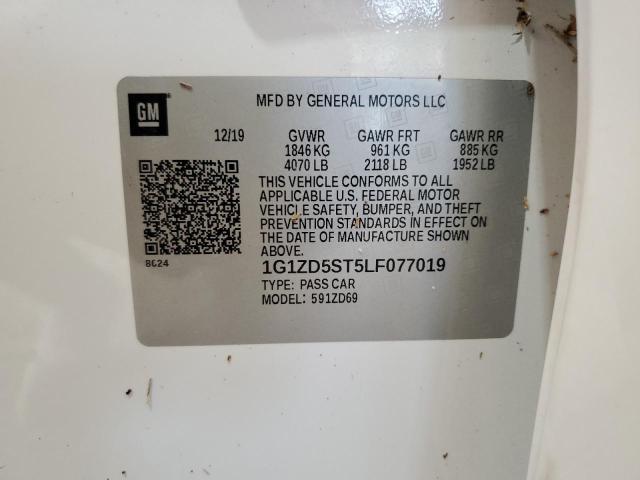 GM
MFD BY GENERAL MOTORS LLC
12/19 GVWR GAWR FRT GAWR RR
1846 KG 961 KG 885 KG
4070 LB 2118 LB 1952 LB
THIS VEHICLE CONFORMS TO ALL
APPLICABLE U.S. FEDERAL MOTOR
VEHICLE SAFETY, BUMPER, AND THEFT
PREVENTION STANDARDS IN EFFECT ON
THE DATE OF MANUFACTURE SHOWN
ABOVE.
8624
1G1ZD5ST5LF077019
TYPE: PASS CAR
MODEL: 591ZD69